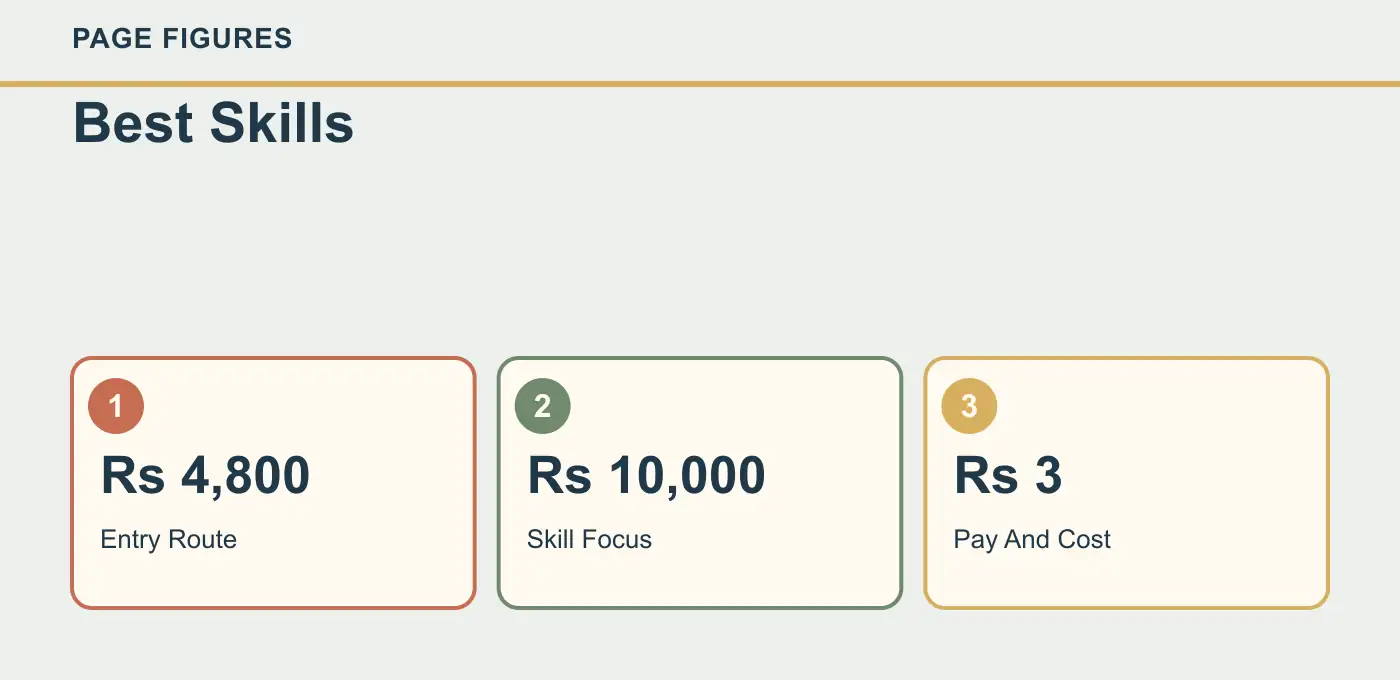 PAGE FIGURES
Best Skills
1
Rs 4,800
Entry Route
2
Rs 10,000
Skill Focus
3
Rs 3
Pay And Cost